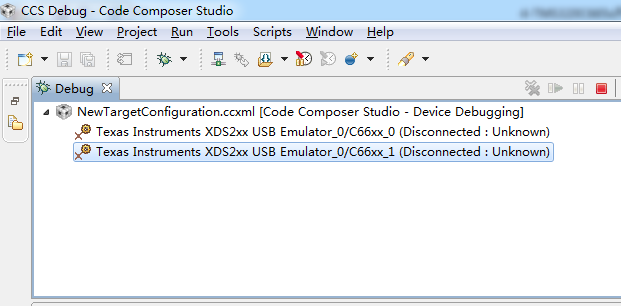 CCS Debug - Code Composer Studio
File Edit View Project Run Tools Scripts Window Help
Debug
NewTargetConfiguration.ccxml [Code Composer Studio - Device Debugging]
Texas Instruments XDS2xx USB Emulator_0/C66xx_0 (Disconnected : Unknown)
Texas Instruments XDS2xx USB Emulator_0/C66xx_1 (Disconnected : Unknown)